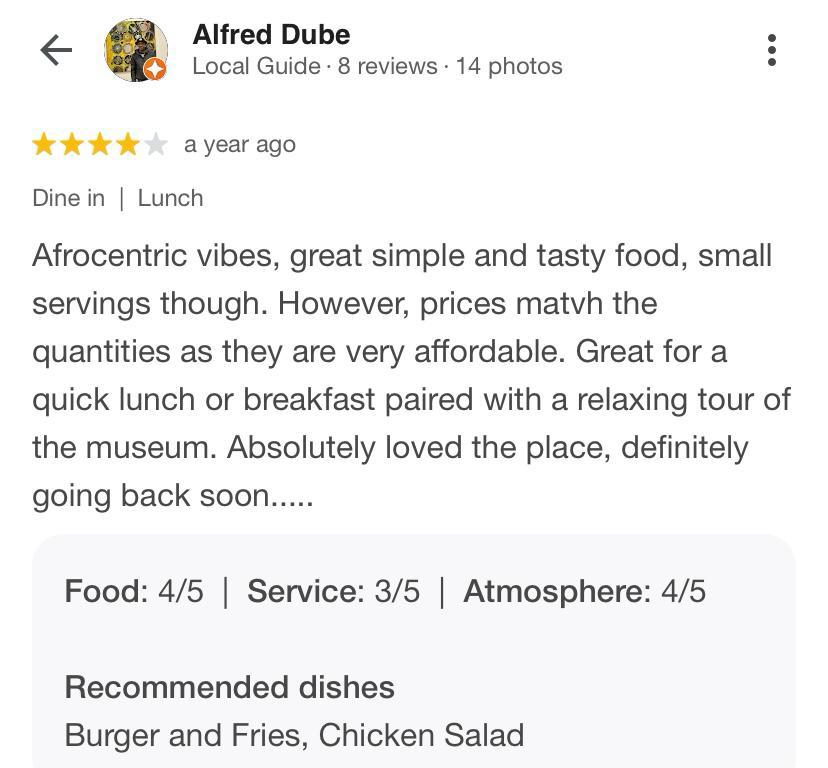 Alfred Dube
Local Guide · 8 reviews · 14 photos
a year ago
Dine in | Lunch
Afrocentric vibes, great simple and tasty food, small
servings though. However, prices matvh the
quantities as they are very affordable. Great for a
quick lunch or breakfast paired with a relaxing tour of
the museum. Absolutely loved the place, definitely
going back soon.....
Food: 4/5 | Service: 3/5 | Atmosphere: 4/5
Recommended dishes
Burger and Fries, Chicken Salad